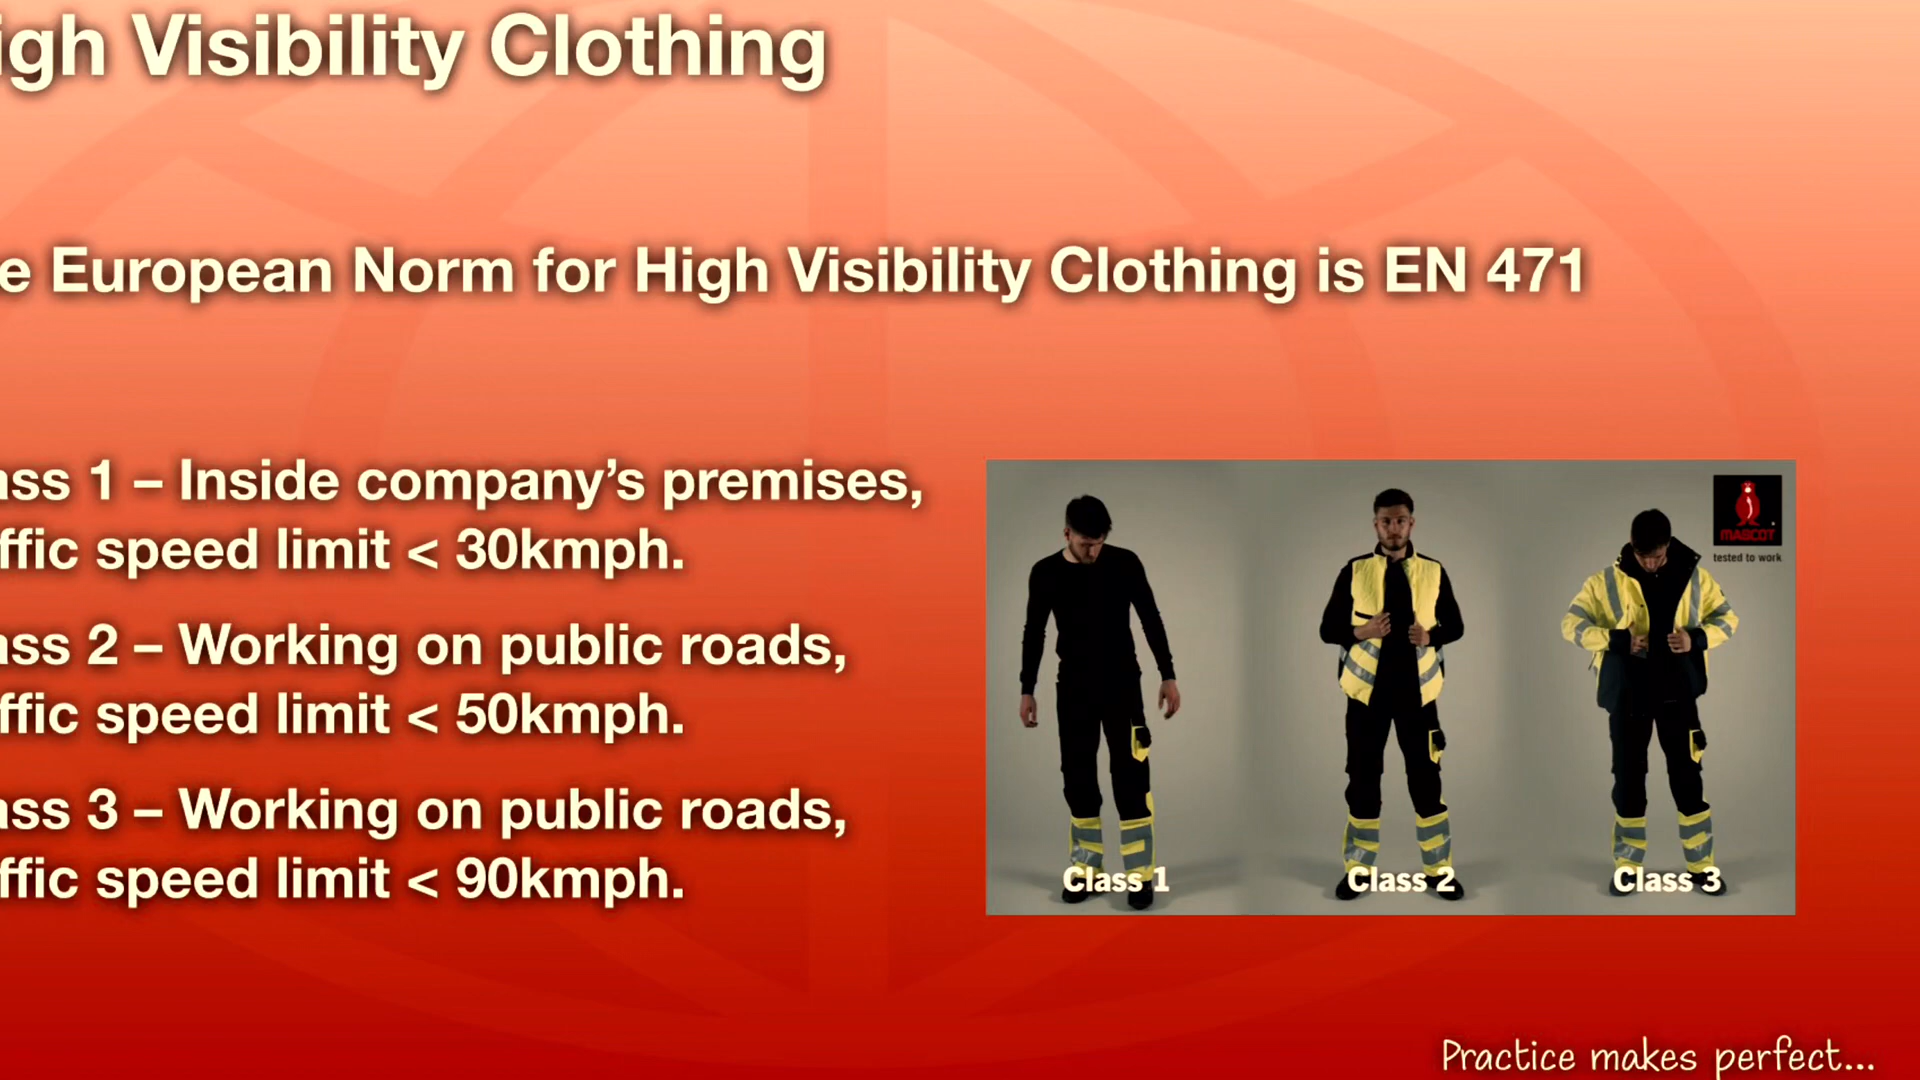 igh Visibility Clothing
e European Norm for High Visibility Clothing is EN 471
ass 1 – Inside company’s premises,
ffic speed limit < 30kmph.
ass 2 – Working on public roads,
ffic speed limit < 50kmph.
ass 3 – Working on public roads,
ffic speed limit < 90kmph.
MASCOT
tested to work
Class 1
Class 2
Class 3
Practice makes perfect...